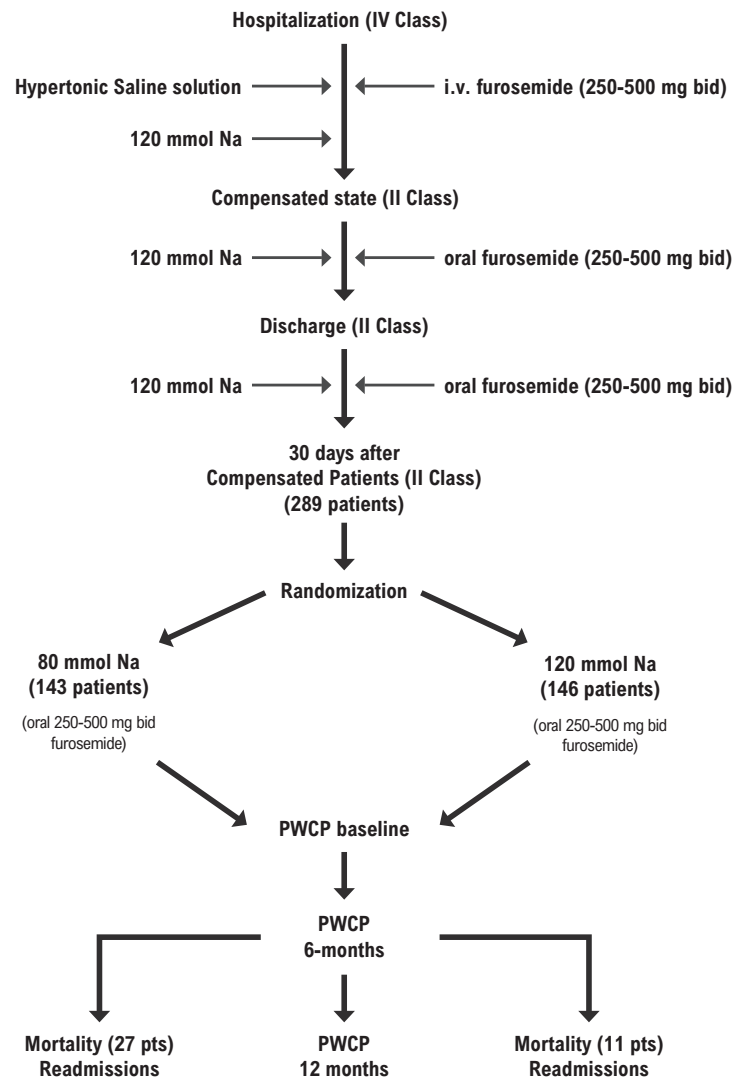 Hospitalization (IV Class)
Hypertonic Saline solution
i.v. furosemide (250-500 mg bid)
120 mmol Na
Compensated state (II Class)
120 mmol Na
oral furosemide (250-500 mg bid)
Discharge (II Class)
120 mmol Na
oral furosemide (250-500 mg bid)
30 days after
Compensated Patients (II Class)
(289 patients)
Randomization
80 mmol Na
(143 patients)
(oral 250-500 mg bid
furosemide)
120 mmol Na
(146 patients)
(oral 250-500 mg bid
furosemide)
PWCP baseline
PWCP
6-months
Mortality (27 pts)
Readmissions
PWCP
12 months
Mortality (11 pts)
Readmissions